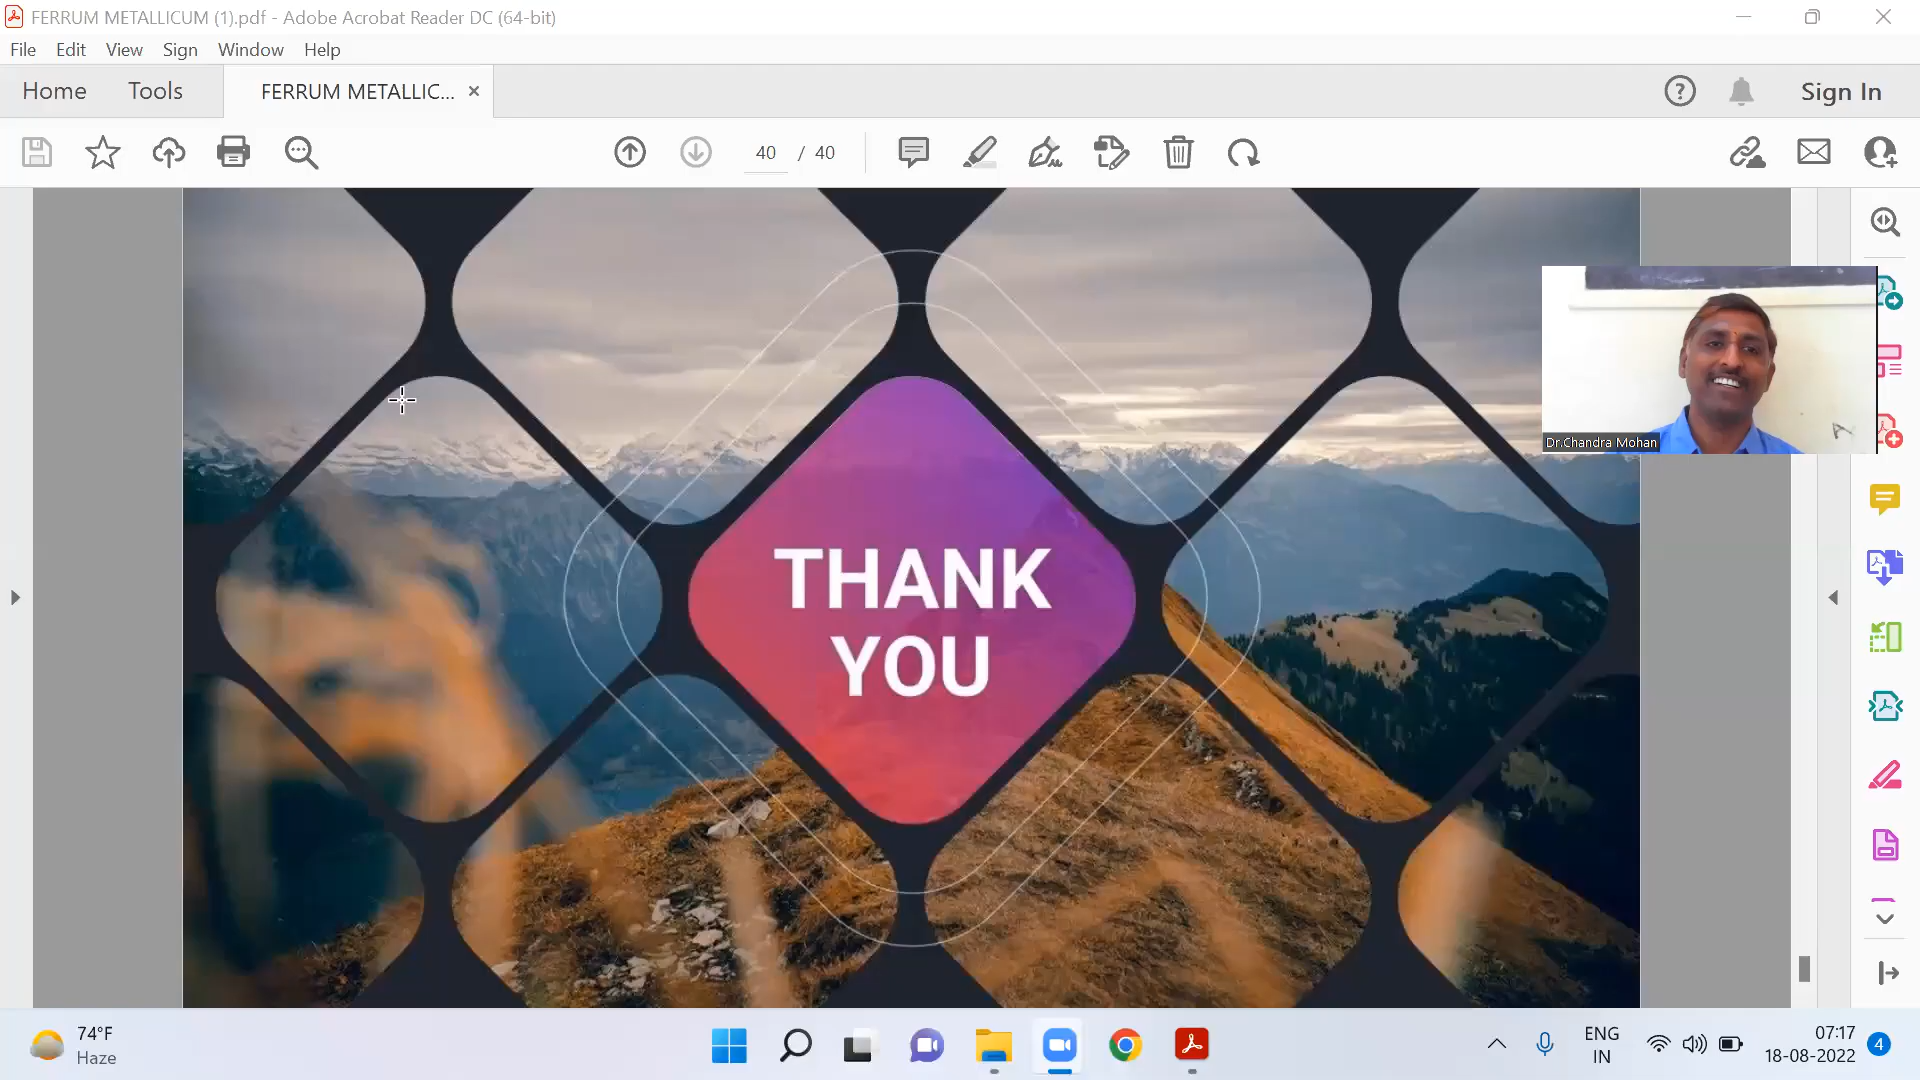 FERRUM METALLICUM (1).pdf - Adobe Acrobat Reader DC (64-bit)
File Edit View Sign Window Help
Home Tools FERRUM METALLIC... Sign In
40 / 40
Dr.Chandra Mohan
THANK
YOU
74°F
Haze
ENG
IN
07:17
18-08-2022
4